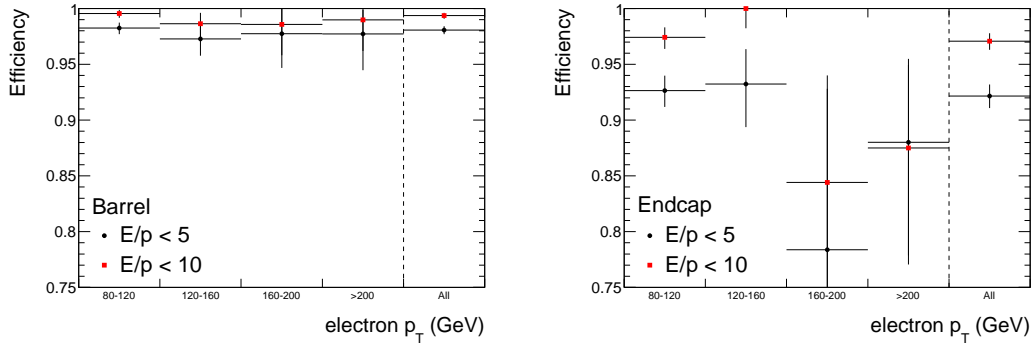 Efficiency
1
0.95
0.9
0.85
0.8
0.75
Barrel
E/p < 5
E/p < 10
80-120 120-160 160-200 >200 All
electron p_T (GeV)
Efficiency
1
0.95
0.9
0.85
0.8
0.75
Endcap
E/p < 5
E/p < 10
80-120 120-160 160-200 >200 All
electron p_T (GeV)